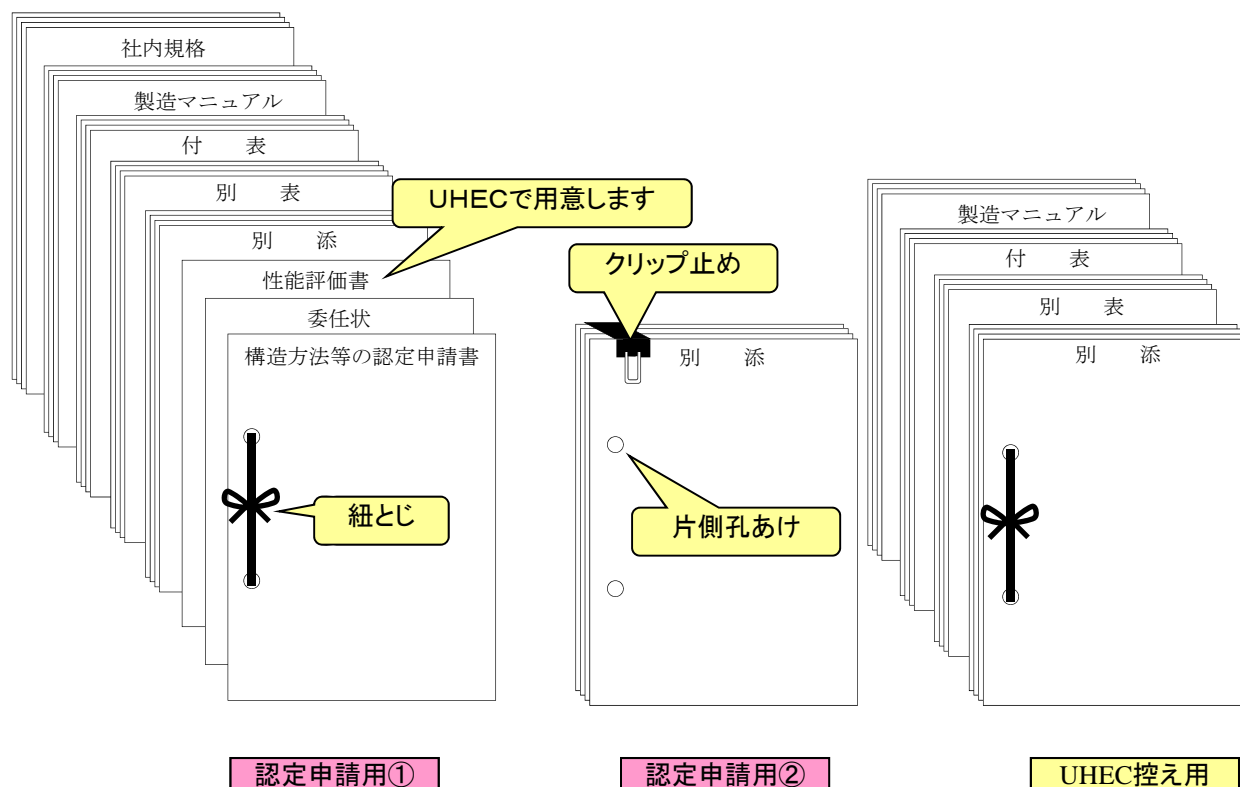 社内規格
製造マニュアル
付　表
別　表
別　添
性能評価書
委任状
構造方法等の認定申請書
UHECで用意します
紐とじ
認定申請用①
クリップ止め
別　添
片側孔あけ
認定申請用②
製造マニュアル
付　表
別　表
別　添
UHEC控え用